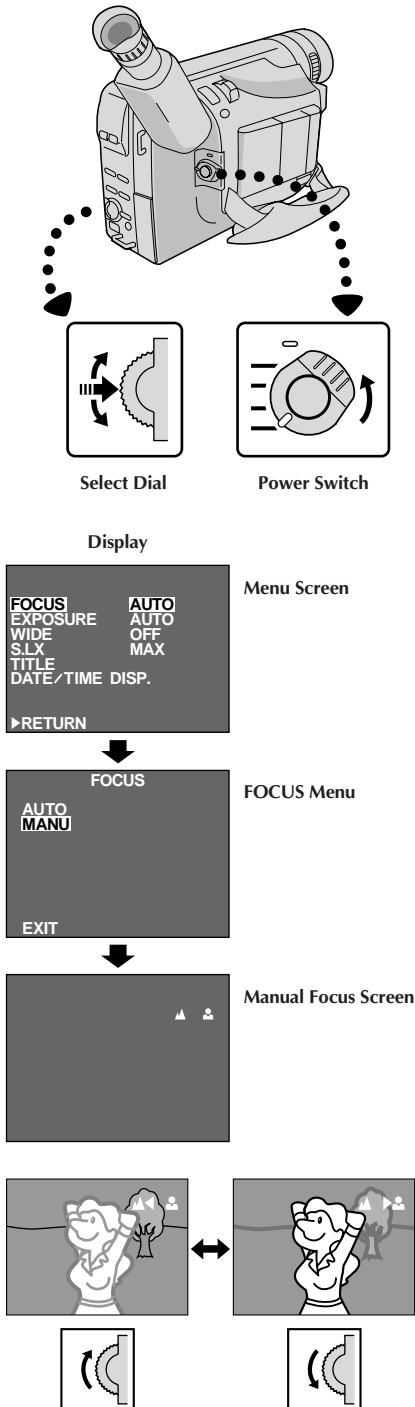 Select Dial
Power Switch
Display
FOCUS AUTO
EXPOSURE AUTO
WIDE OFF
S.LX MAX
TITLE
DATE/TIME DISP.
▶RETURN
Menu Screen
FOCUS
AUTO
MANU
EXIT
FOCUS Menu
Manual Focus Screen